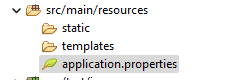 src/main/resources
static
templates
application.properties